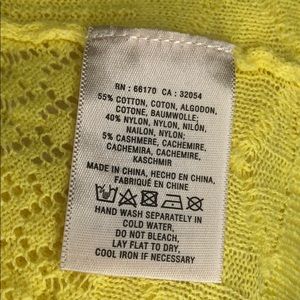 RN : 66170 CA : 32054
55% COTTON, COTON, ALGODON,
COTONE, BAUMWOLLE;
40% NYLON, NYLON, NILÓN,
NAILON, NYLON;
5% CASHMERE, CACHEMIRE,
CACHEMIRA, CACHEMIRE,
KASCHMIR
MADE IN CHINA, HECHO EN CHINA,
FABRIQUÉ EN CHINE
HAND WASH SEPARATELY IN
COLD WATER,
DO NOT BLEACH,
LAY FLAT TO DRY,
COOL IRON IF NECESSARY